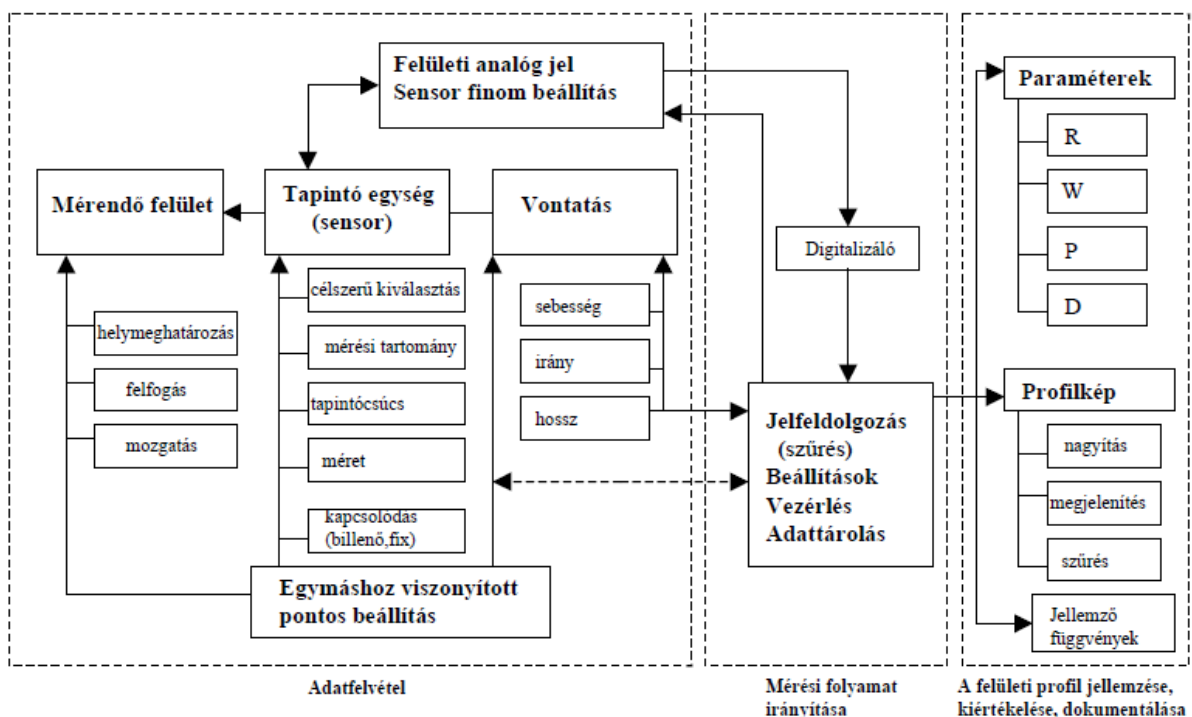 Felületi analóg jel
Sensor finom beállítás
Mérendő felület
Tapintó egység
(sensor)
Vontatás
helymeghatározás
felfogás
mozgatás
célszerű kiválasztás
mérési tartomány
tapintócsúcs
méret
kapcsolódás
(billenő,fix)
sebesség
irány
hossz
Egymáshoz viszonyított
pontos beállítás
Adatfelvétel
Digitalizáló
Jelfeldolgozás
(szűrés)
Beállítások
Vezérlés
Adattárolás
Mérési folyamat
irányítása
Paraméterek
R
W
P
D
Profilkép
nagyítás
megjelenítés
szűrés
Jellemző
függvények
A felületi profil jellemzése,
kiértékelése, dokumentálása